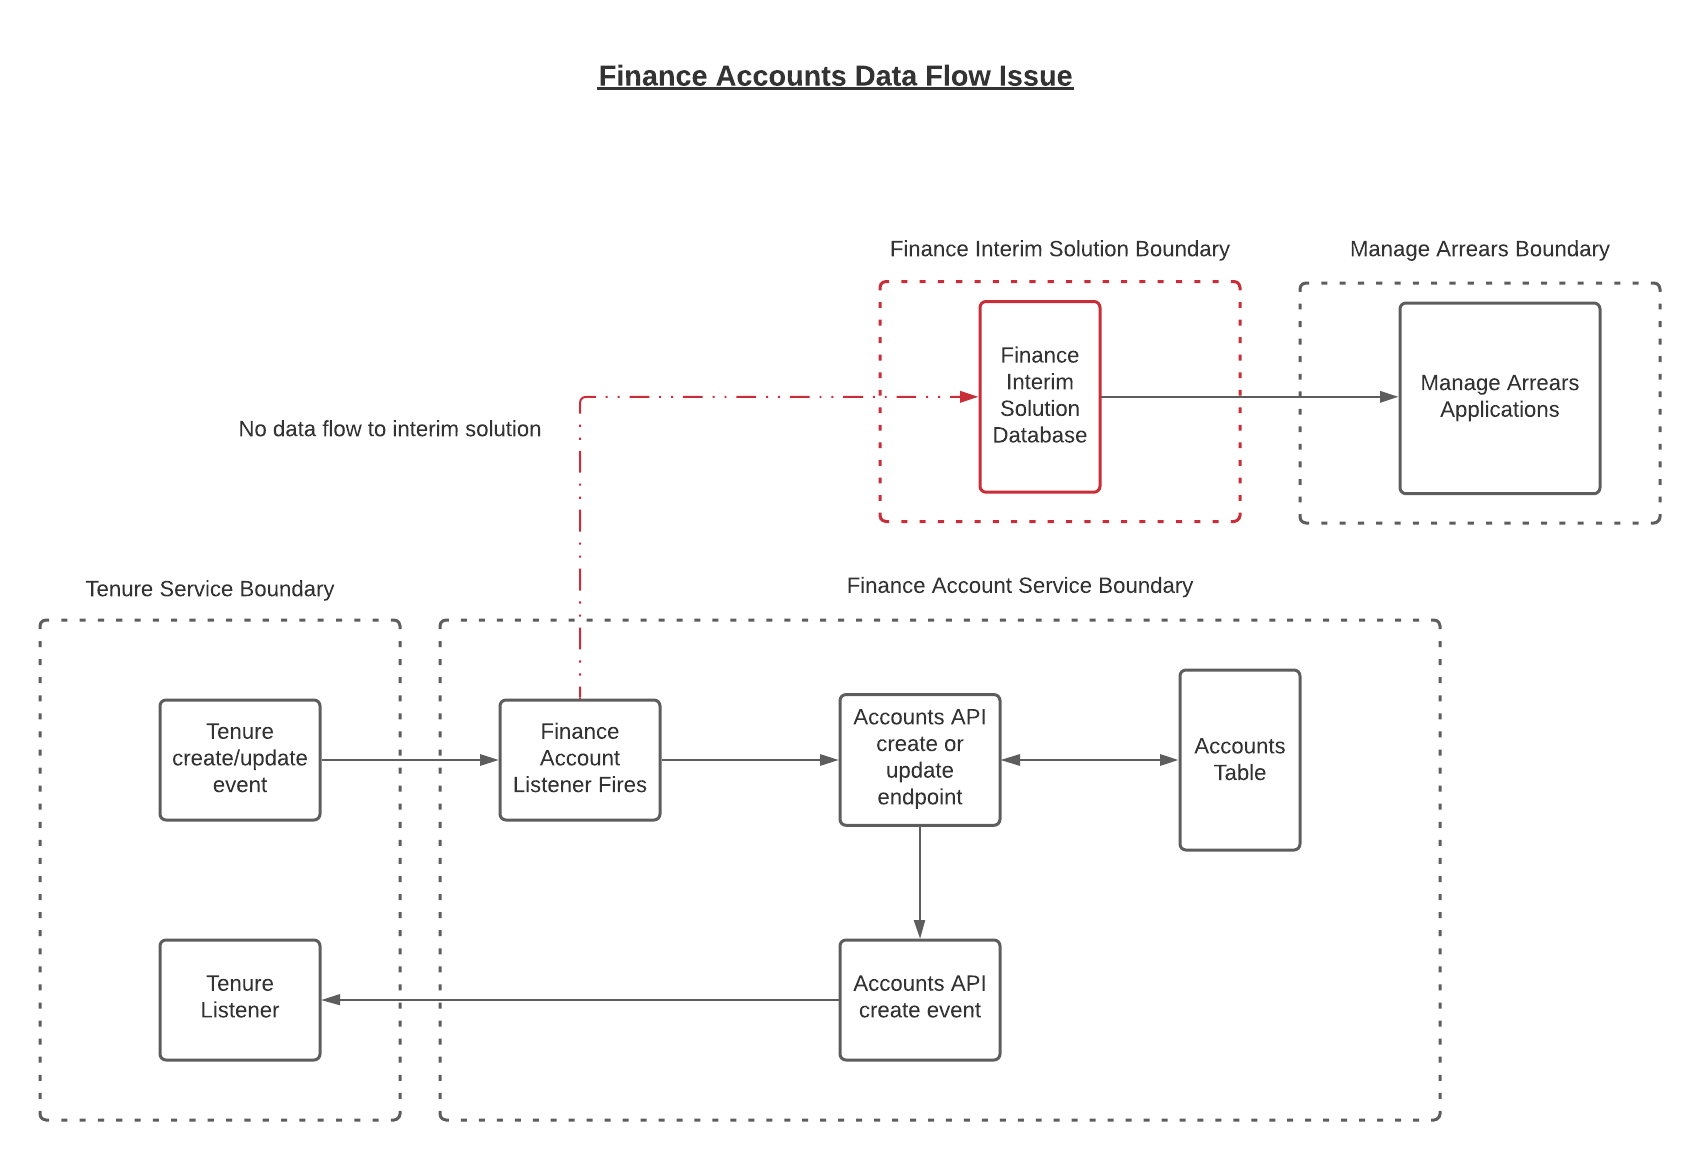 Finance Accounts Data Flow Issue
Finance Interim Solution Boundary
Manage Arrears Boundary
Finance
Interim
Solution
Database
Manage Arrears
Applications
No data flow to interim solution
Tenure Service Boundary
Finance Account Service Boundary
Tenure
create/update
event
Finance
Account
Listener Fires
Accounts API
create or
update
endpoint
Accounts
Table
Tenure
Listener
Accounts API
create event